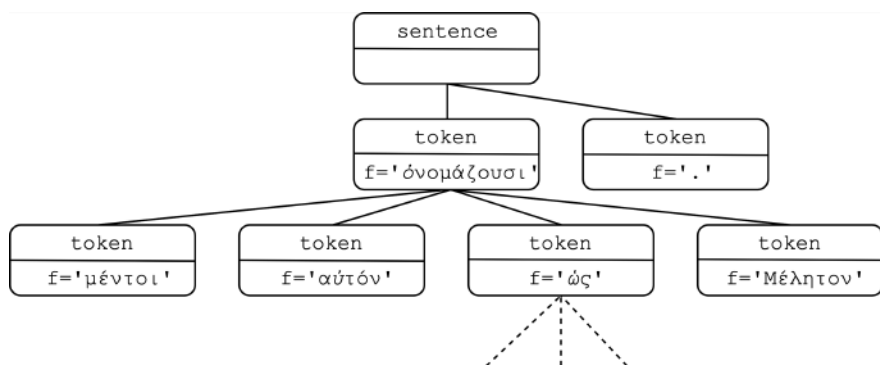 sentence
token token
f='ὀνομάζουσι' f='.'
token token token token
f='μέντοι' f='αὐτόν' f='ὡς' f='Μέλητον'